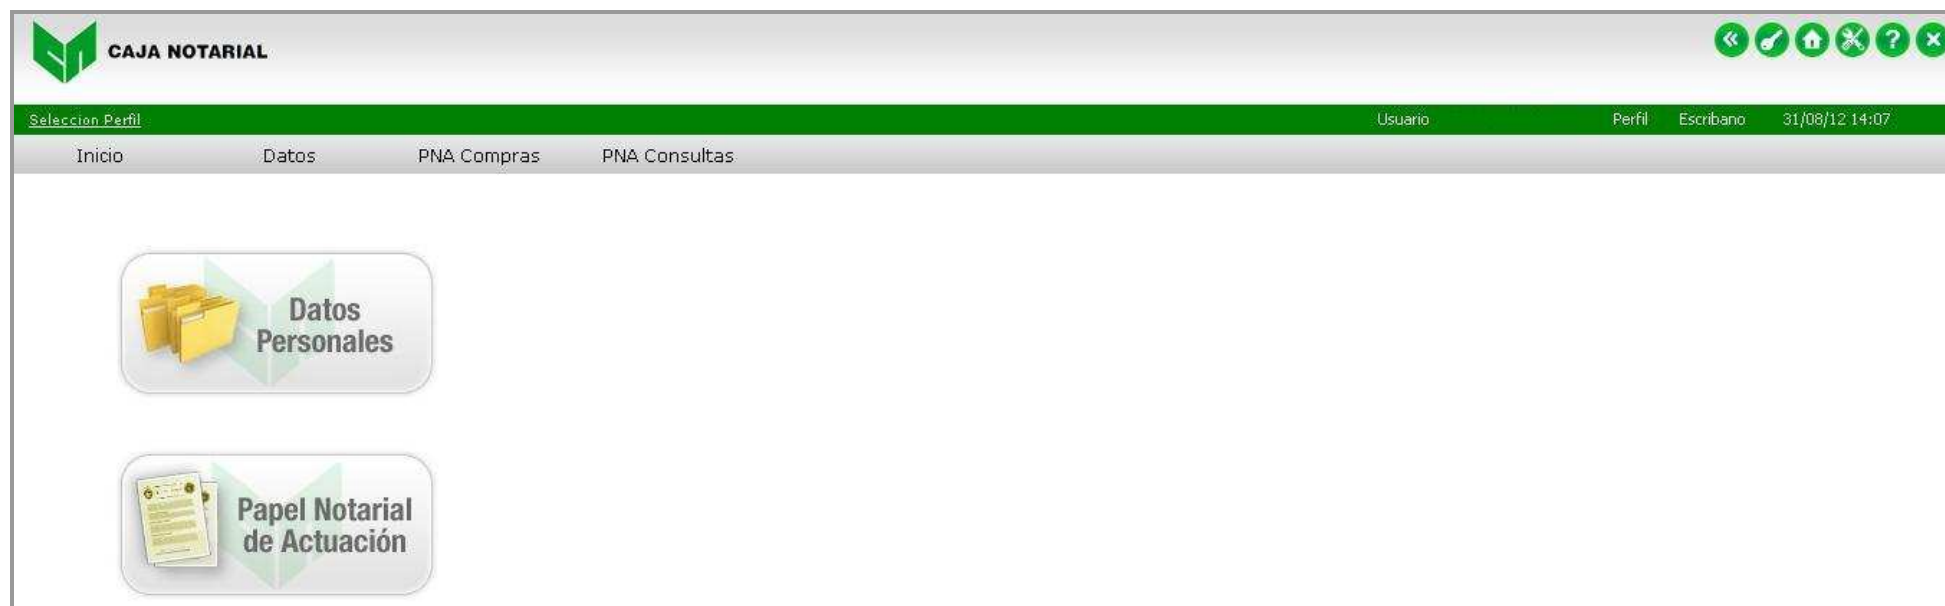 CAJA NOTARIAL
Seleccion Perfil Usuario Perfil Escribano 31/08/12 14:07
Inicio Datos PNA Compras PNA Consultas
Datos
Personales
Papel Notarial
de Actuación